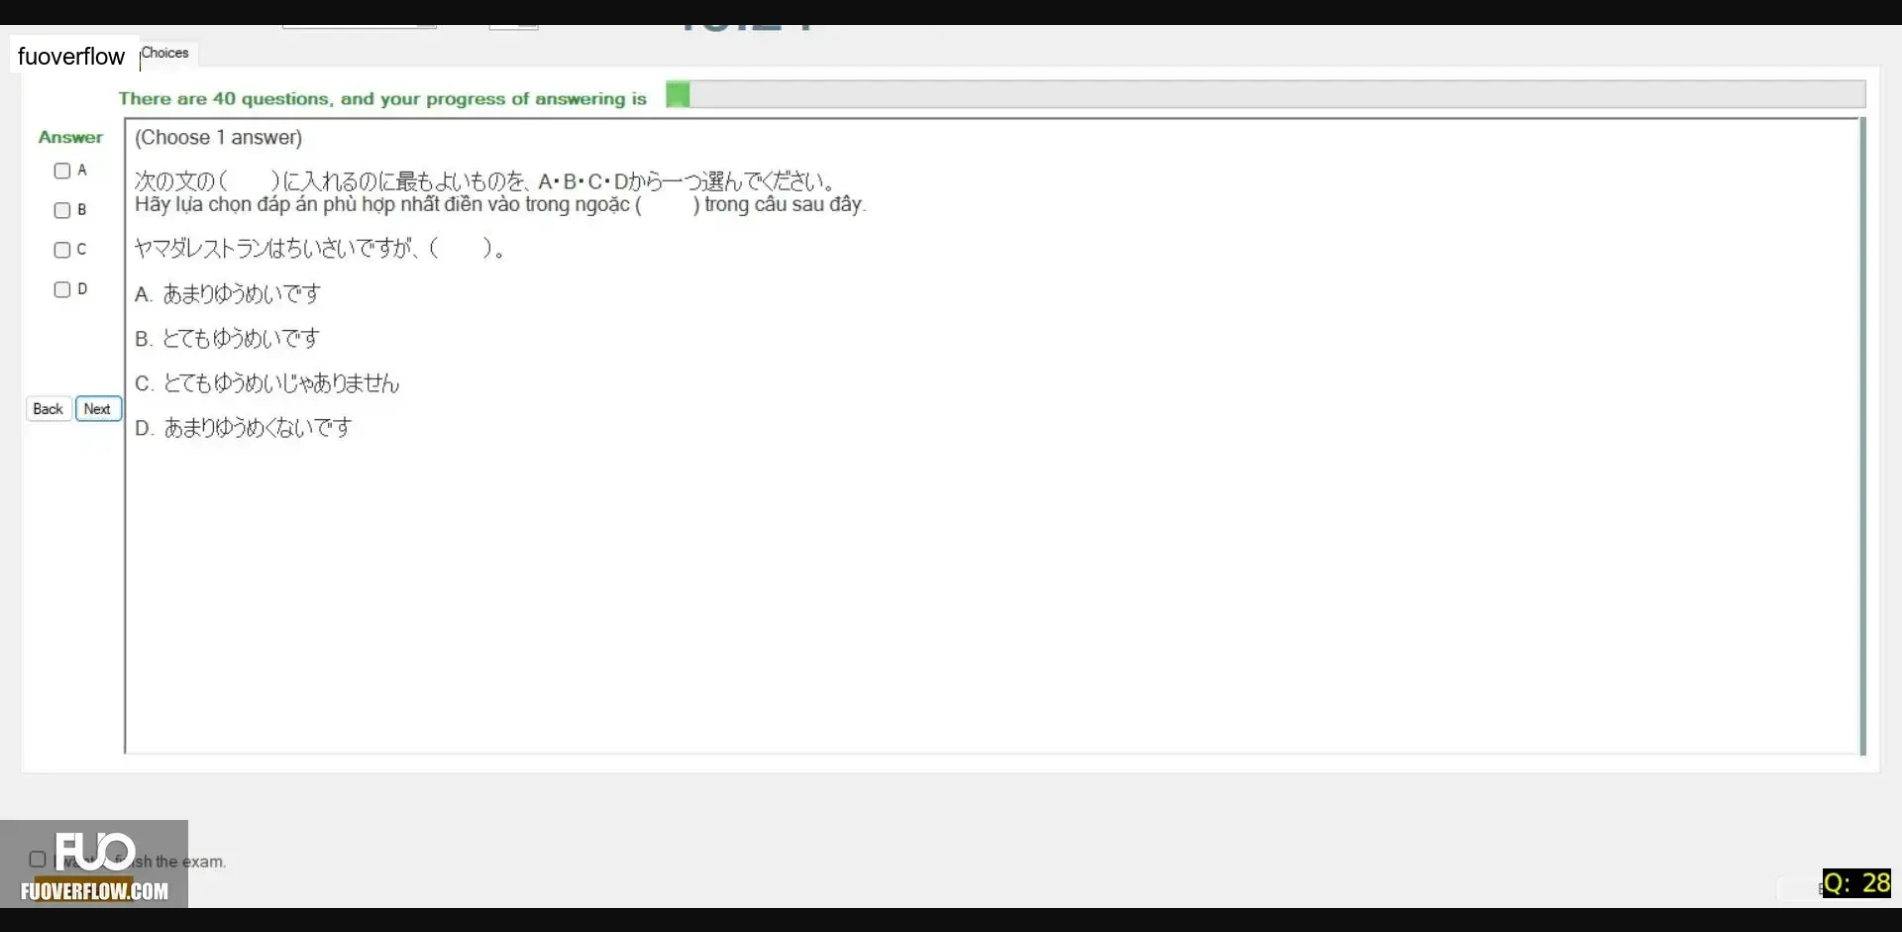 fuoverflow
Choices
There are 40 questions, and your progress of answering is
Answer
(Choose 1 answer)
A
B
C
D
次の文の(　　)に入れるのに最もよいものを、A・B・C・Dから一つ選んでください。
Hãy lựa chọn đáp án phù hợp nhất điền vào trong ngoặc (　　) trong câu sau đây.
ヤマダレストランはちいさいですが、(　　)。
A. あまりゆうめいです
B. とてもゆうめいです
C. とてもゆうめいじゃありません
D. あまりゆうめくないです
Back
Next
FUO
the exam.
FUOVERFLOW.COM
Q: 28